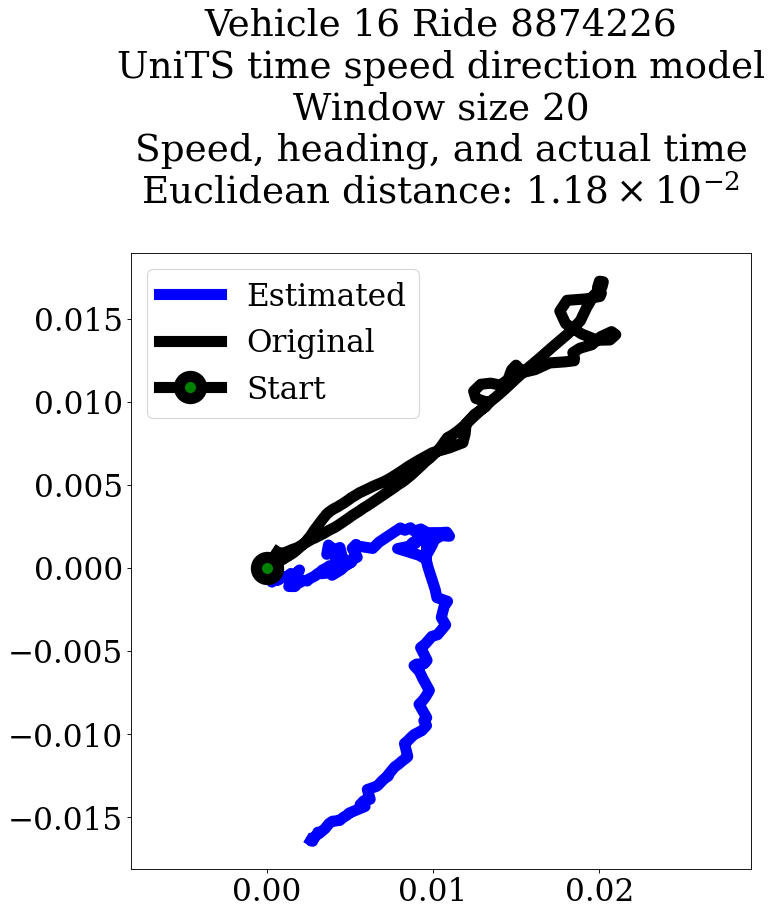 Vehicle 16 Ride 8874226
UniTS time speed direction model
Window size 20
Speed, heading, and actual time
Euclidean distance: 1.18 × 10⁻²
Estimated
Original
Start
0.015
0.010
0.005
0.000
−0.005
−0.010
−0.015
0.00 0.01 0.02